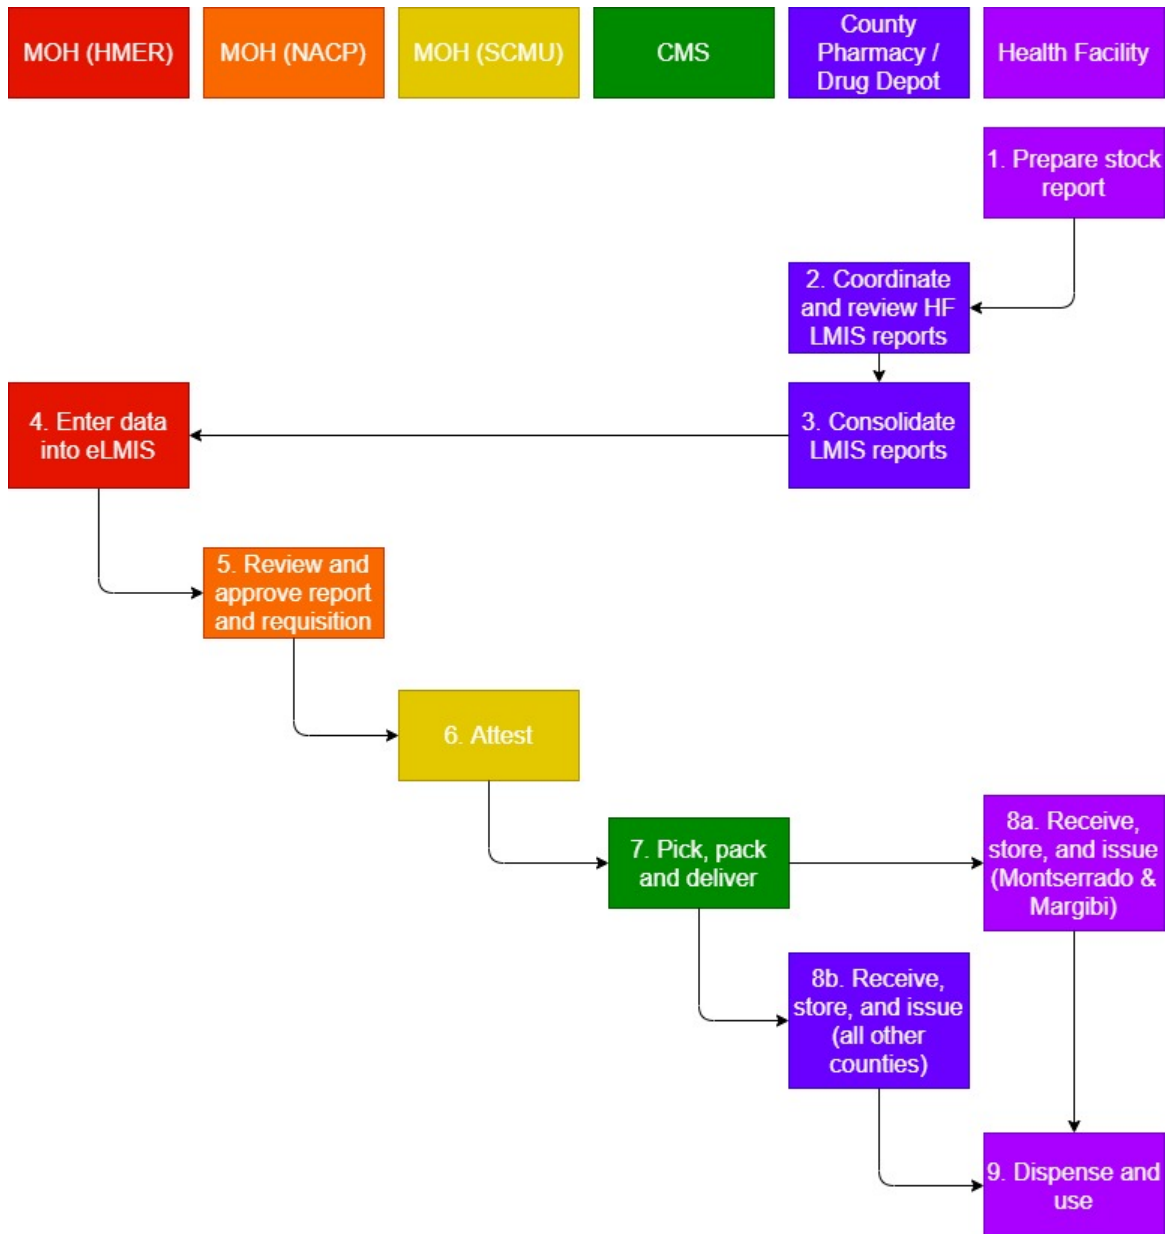 MOH (HMER)
MOH (NACP)
MOH (SCMU)
CMS
County
Pharmacy /
Drug Depot
Health Facility
1. Prepare stock
report
2. Coordinate
and review HF
LMIS reports
4. Enter data
into eLMIS
3. Consolidate
LMIS reports
5. Review and
approve report
and requisition
6. Attest
7. Pick, pack
and deliver
8a. Receive,
store, and issue
(Montserrado &
Margibi)
8b. Receive,
store, and issue
(all other
counties)
9. Dispense and
use